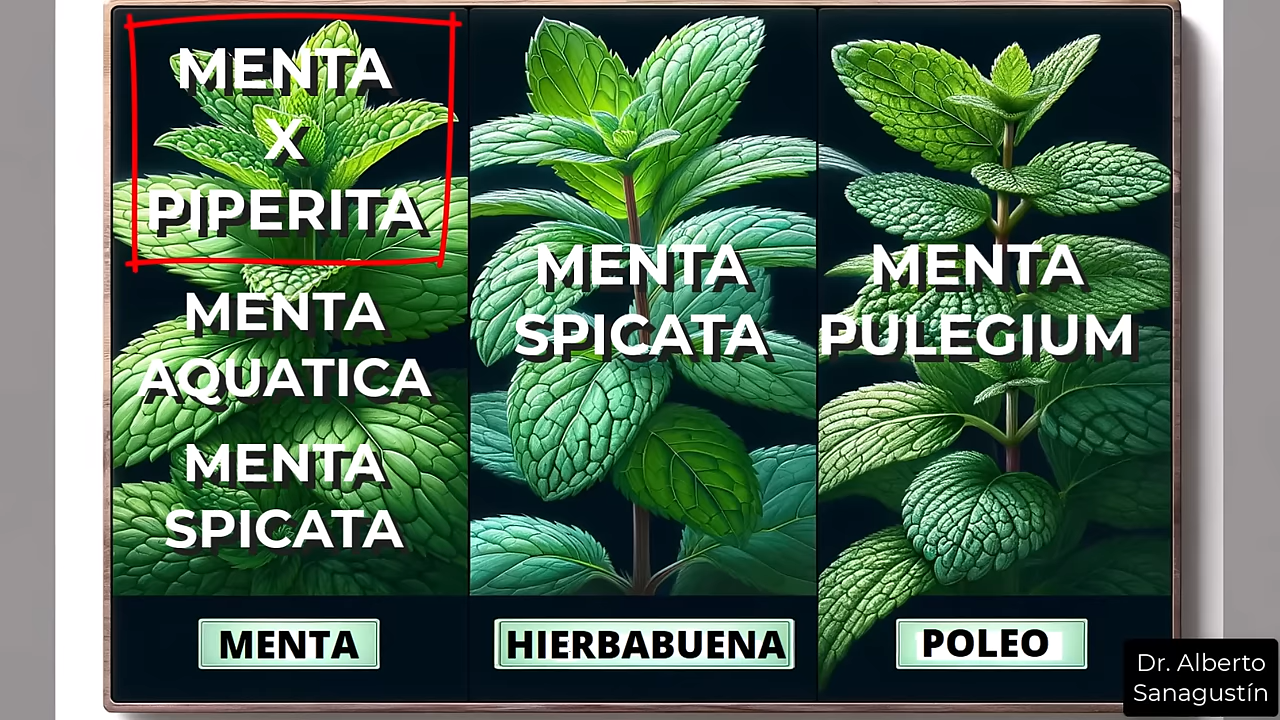 MENTA
X
PIPERITA
MENTA
AQUATICA
MENTA
SPICATA
MENTA
MENTA
SPICATA
HIERBABUENA
MENTA
PULEGIUM
POLEO
Dr. Alberto
Sanagustín